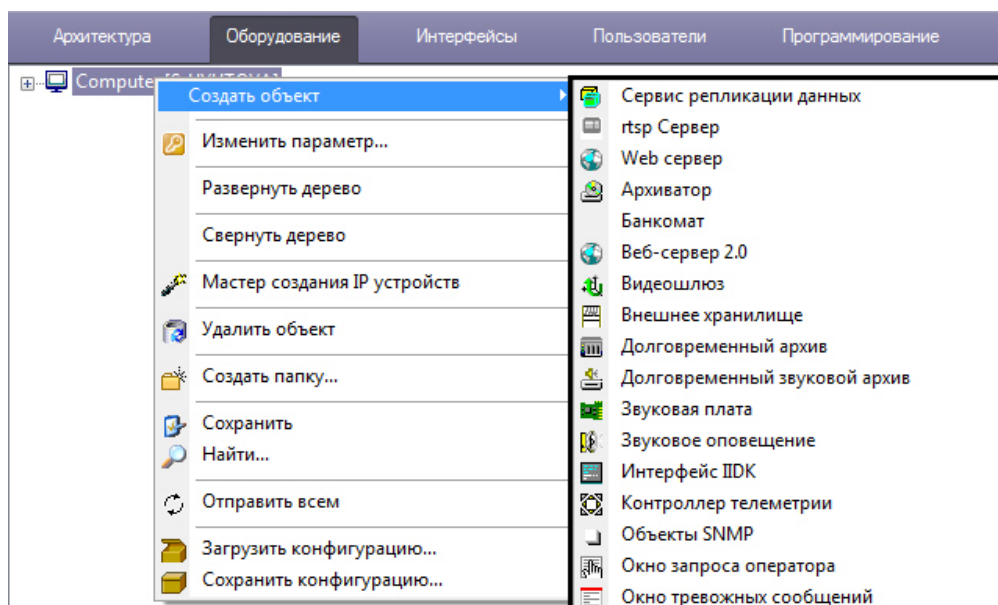 Архитектура Оборудование Интерфейсы Пользователи Программирование
Computer
Создать объект
Изменить параметр...
Развернуть дерево
Свернуть дерево
Мастер создания IP устройств
Удалить объект
Создать папку...
Сохранить
Найти...
Отправить всем
Загрузить конфигурацию...
Сохранить конфигурацию...
Сервис репликации данных
rtsp Сервер
Web сервер
Архиватор
Банкомат
Веб-сервер 2.0
Видеошлюз
Внешнее хранилище
Долговременный архив
Долговременный звуковой архив
Звуковая плата
Звуковое оповещение
Интерфейс IIDK
Контроллер телеметрии
Объекты SNMP
Окно запроса оператора
Окно тревожных сообщений